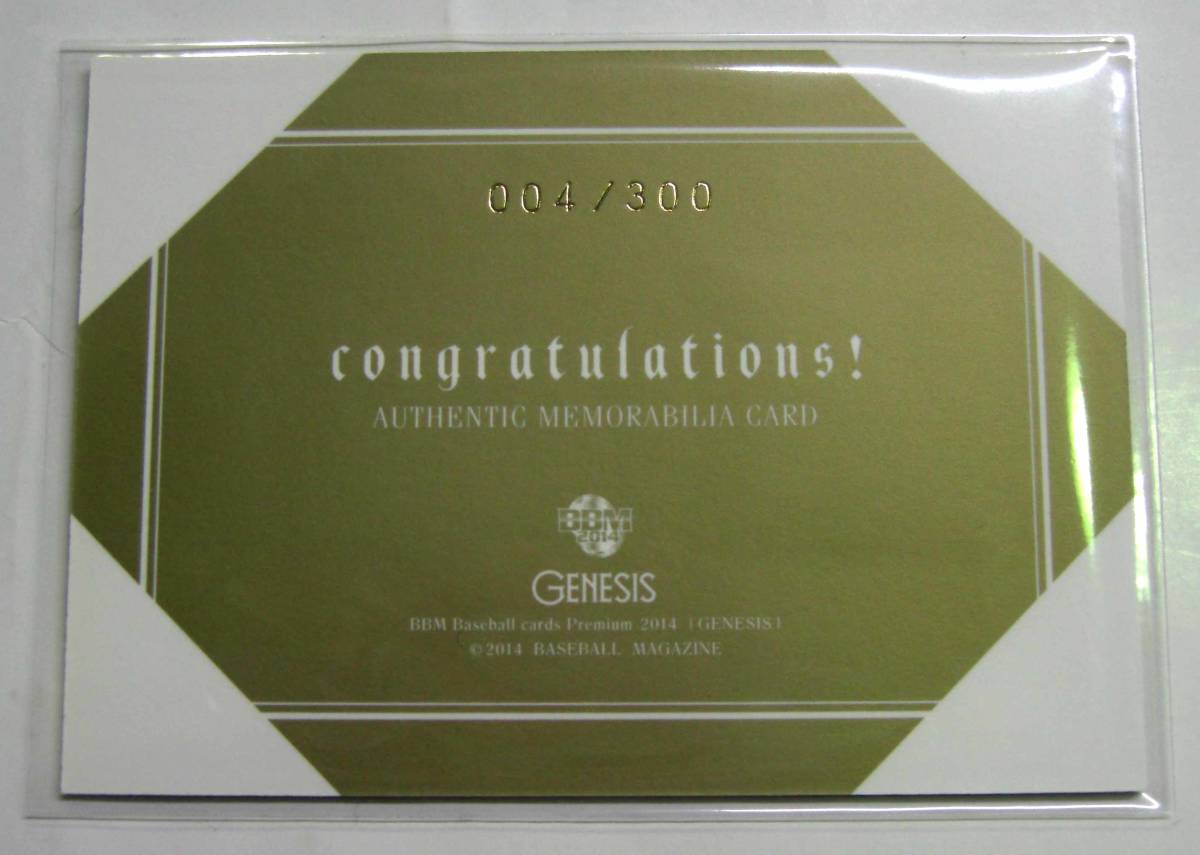 004/300
congratulations!
AUTHENTIC MEMORABILIA CARD
BBM
2014
GENESIS
BBM Baseball cards Premium 2014 「GENESIS」
©2014 BASEBALL MAGAZINE